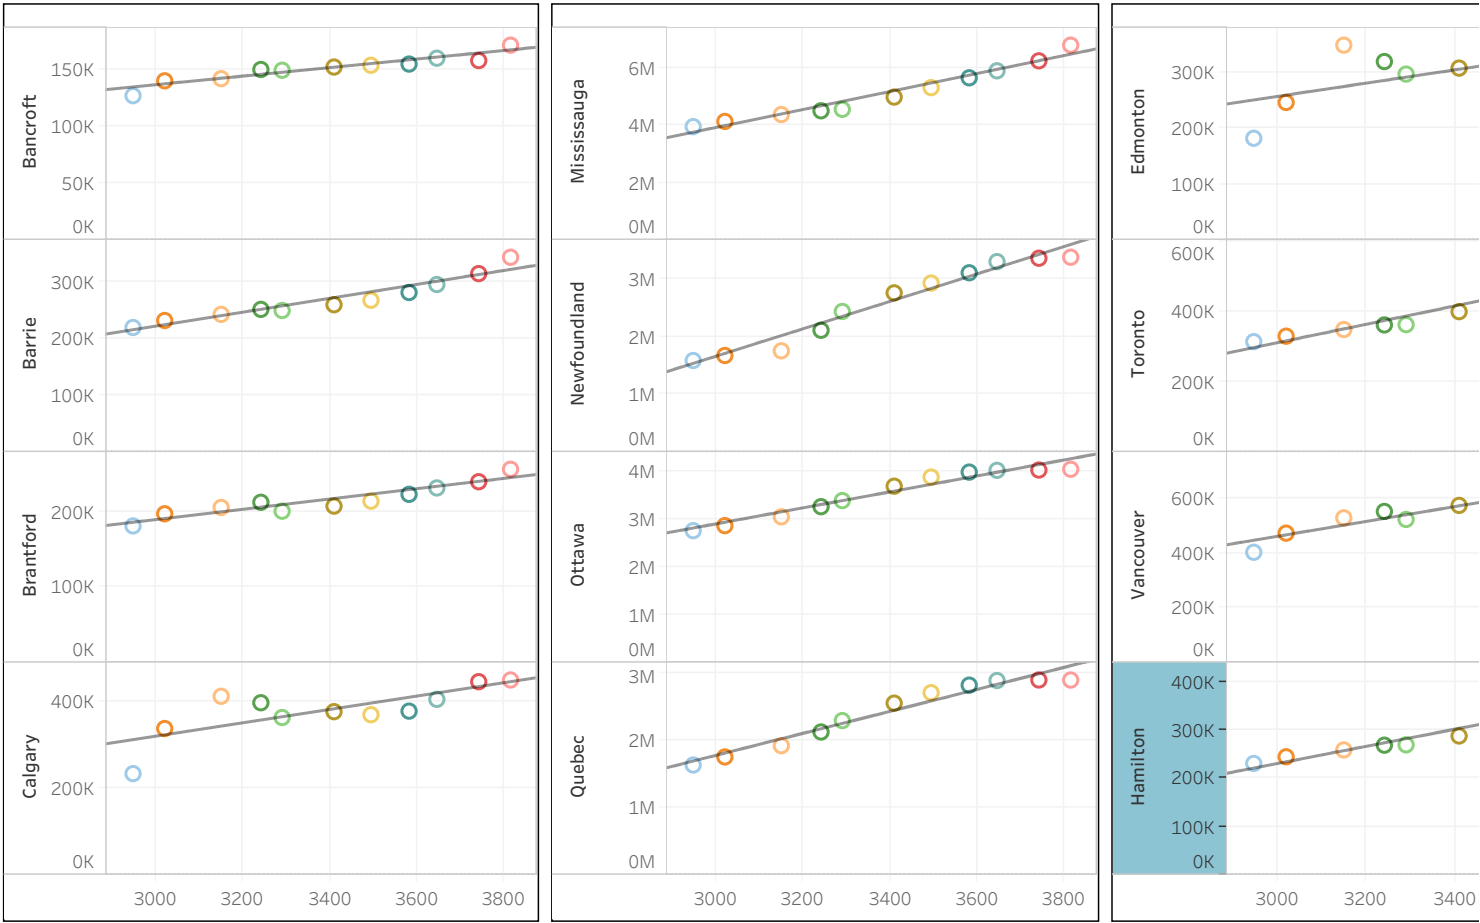 Bancroft
150K
100K
50K
0K
Barrie
300K
200K
100K
0K
Brantford
200K
100K
0K
Calgary
400K
200K
0K
3000 3200 3400 3600 3800
Mississauga
6M
4M
2M
0M
Newfoundland
3M
2M
1M
0M
Ottawa
4M
3M
2M
1M
0M
Quebec
3M
2M
1M
0M
3000 3200 3400 3600 3800
Edmonton
300K
200K
100K
0K
Toronto
600K
400K
200K
0K
Vancouver
600K
400K
200K
0K
Hamilton
400K
300K
200K
100K
0K
3000 3200 3400